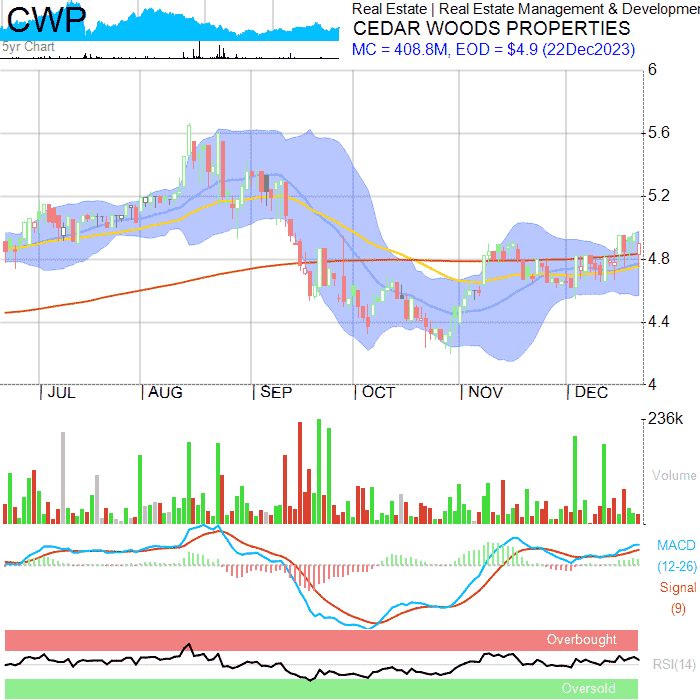 CWP
5yr Chart
Real Estate | Real Estate Management & Developmen
CEDAR WOODS PROPERTIES
MC = 408.8M, EOD = $4.9 (22Dec2023)
6
5.6
5.2
4.8
4.4
4
JUL AUG SEP OCT NOV DEC
236k
Volume
MACD
(12-26)
Signal
(9)
Overbought
RSI(14)
Oversold